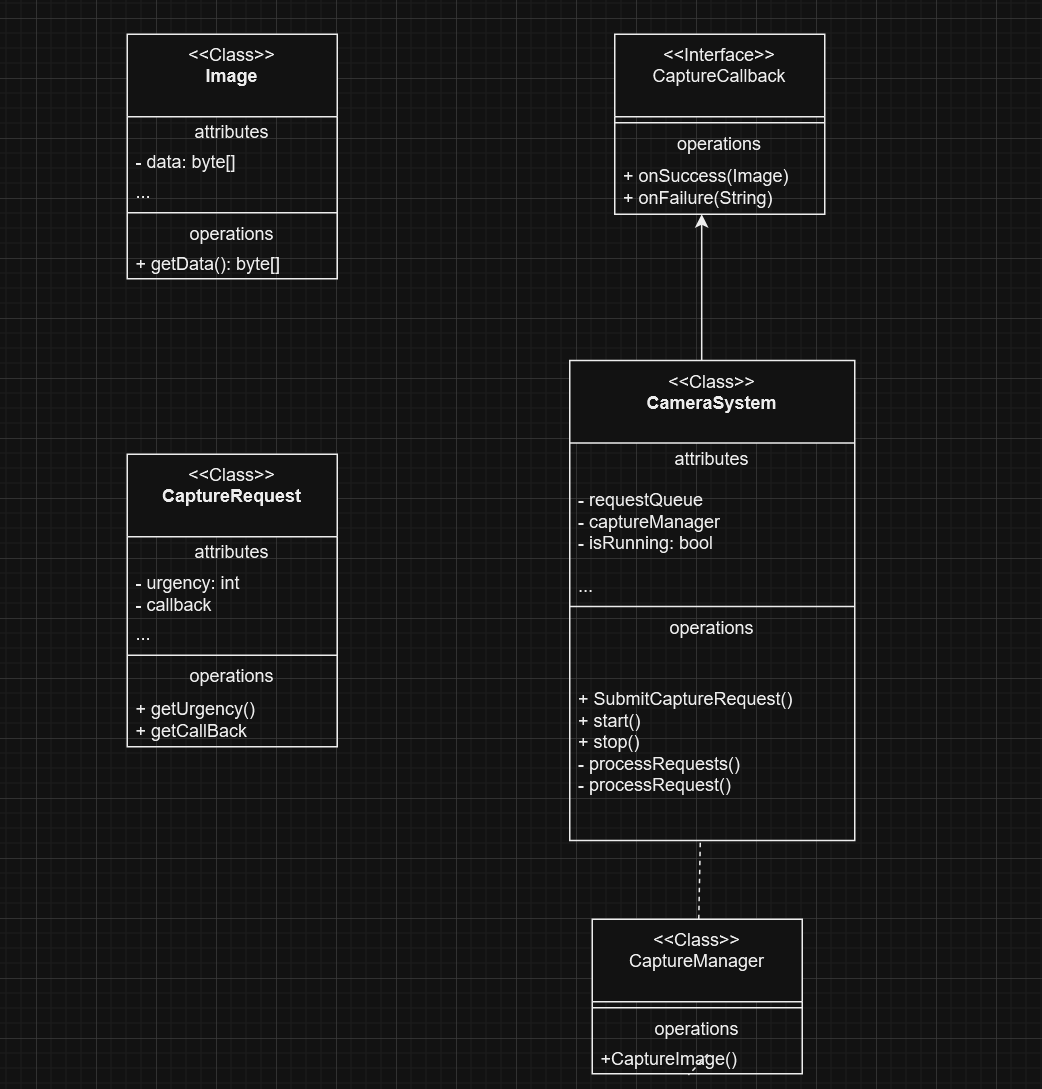 <<Class>>
Image
attributes
- data: byte[]
...
operations
+ getData(): byte[]
<<Interface>>
CaptureCallback
operations
+ onSuccess(Image)
+ onFailure(String)
<<Class>>
CaptureRequest
attributes
- urgency: int
- callback
...
operations
+ getUrgency()
+ getCallBack
<<Class>>
CameraSystem
attributes
- requestQueue
- captureManager
- isRunning: bool
...
operations
+ SubmitCaptureRequest()
+ start()
+ stop()
- processRequests()
- processRequest()
<<Class>>
CaptureManager
operations
+CaptureImage()